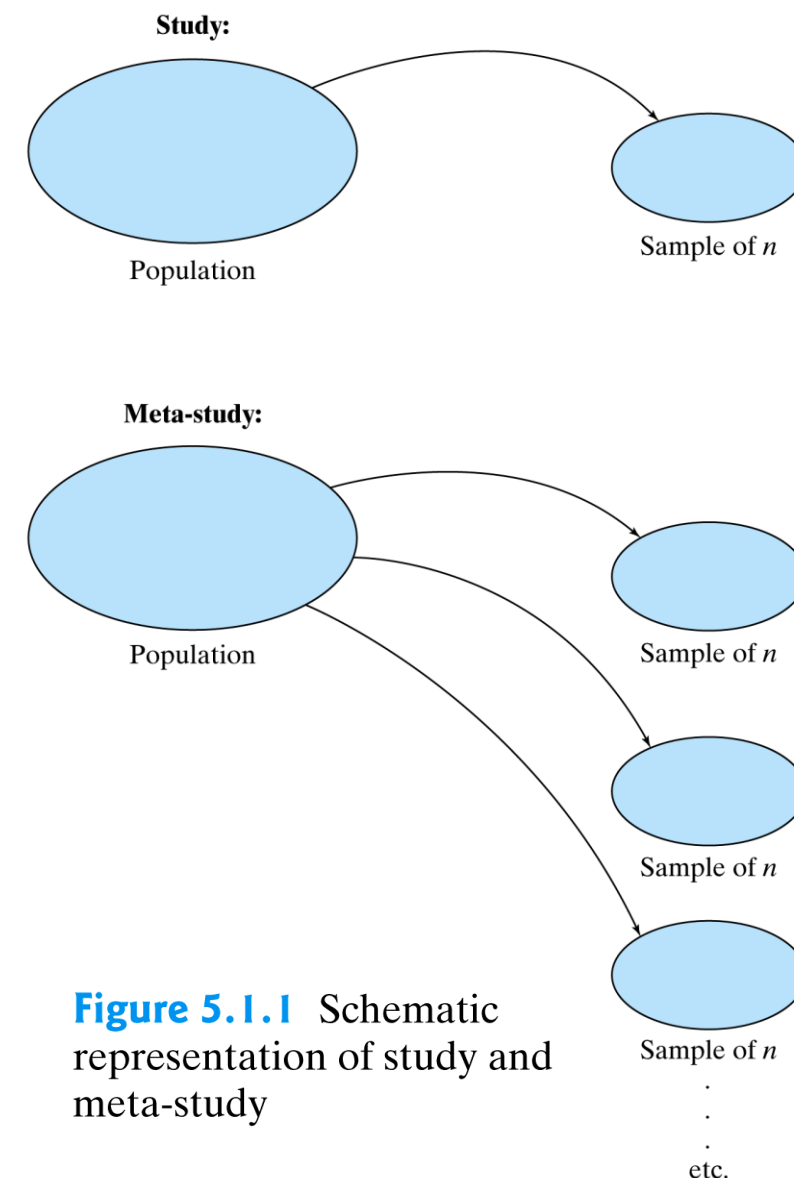 Study:
Population
Sample of n
Meta-study:
Population
Sample of n
Sample of n
Sample of n
.
.
.
etc.
Figure 5.1.1 Schematic
representation of study and
meta-study